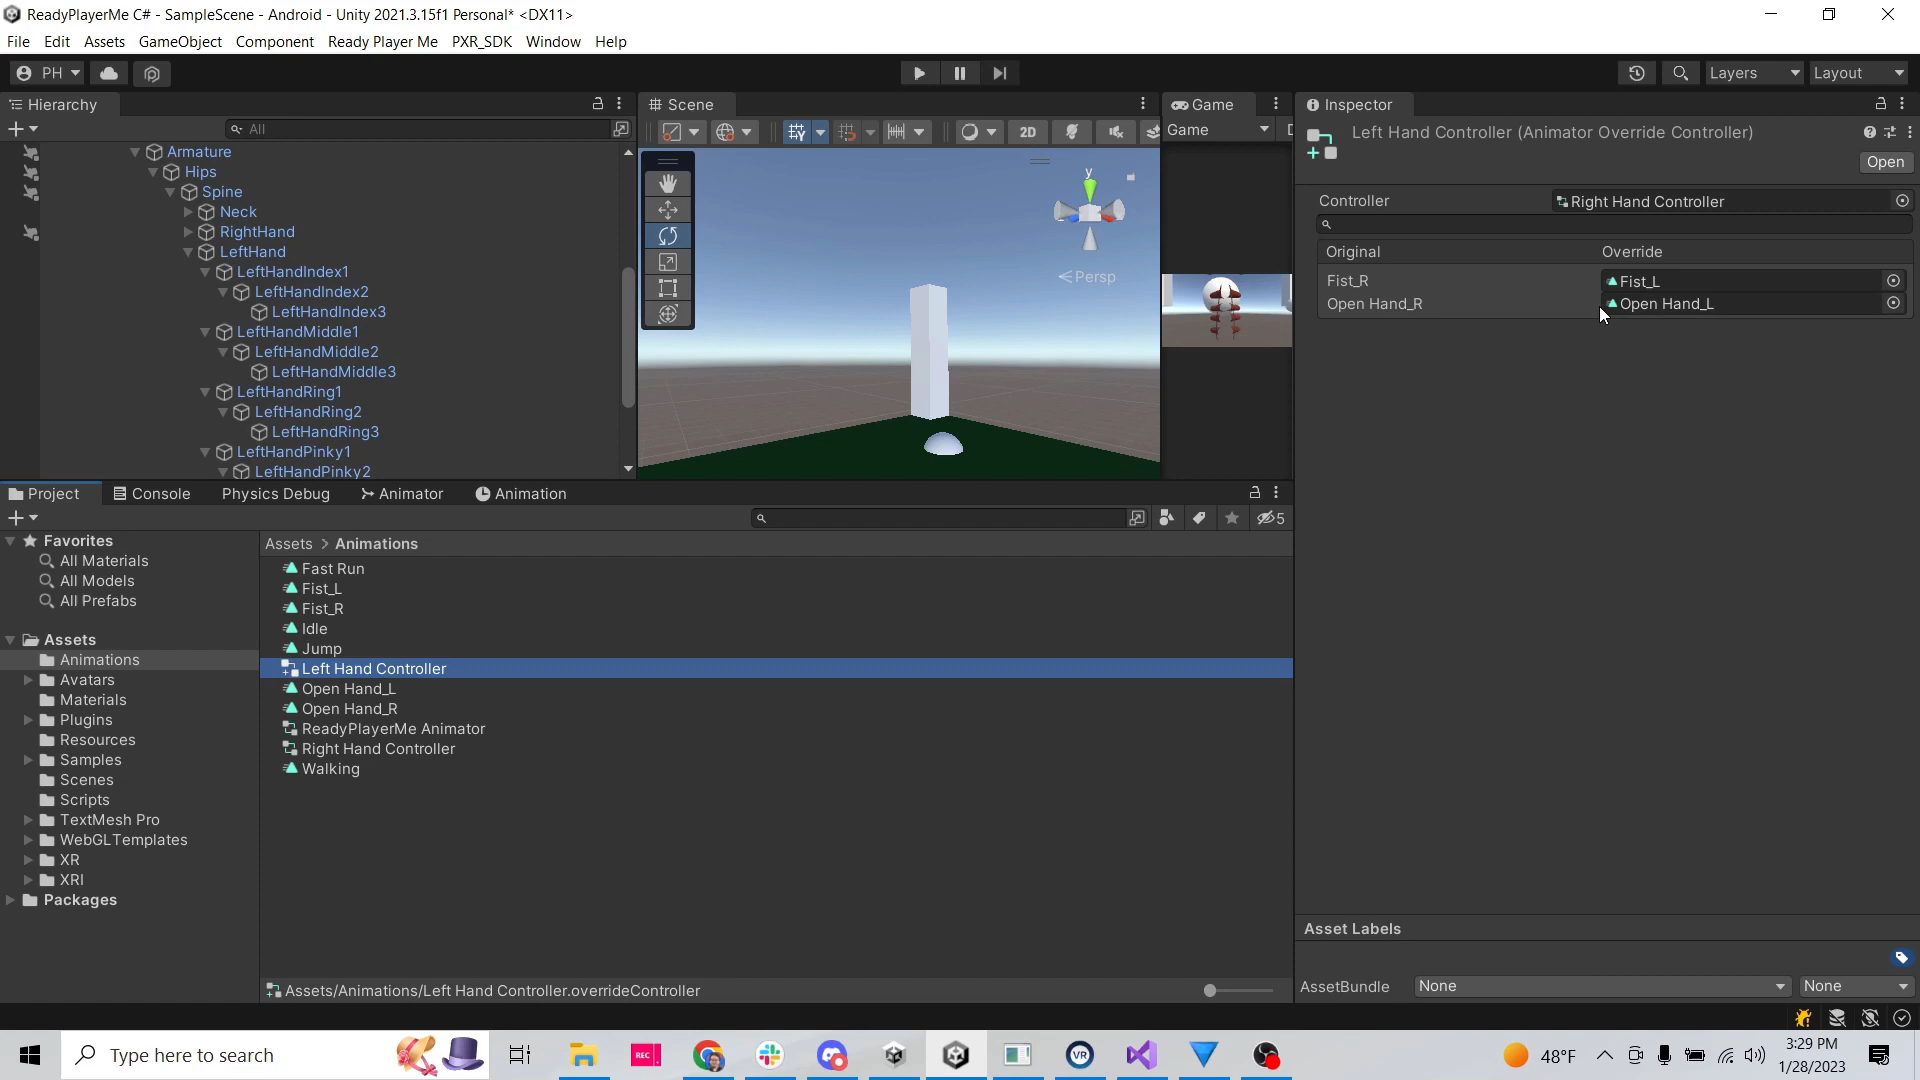 ReadyPlayerMe C# - SampleScene - Android - Unity 2021.3.15f1 Personal* <DX11>
File Edit Assets GameObject Component Ready Player Me PXR_SDK Window Help
PH
Layers
Layout
Hierarchy
All
Armature
Hips
Spine
Neck
RightHand
LeftHand
LeftHandIndex1
LeftHandIndex2
LeftHandIndex3
LeftHandMiddle1
LeftHandMiddle2
LeftHandMiddle3
LeftHandRing1
LeftHandRing2
LeftHandRing3
LeftHandPinky1
LeftHandPinky2
Scene
2D
y
Persp
Game
Game
Inspector
Left Hand Controller (Animator Override Controller)
Open
Controller
Right Hand Controller
Original Override
Fist_R Fist_L
Open Hand_R Open Hand_L
Project Console Physics Debug Animator Animation
5
Favorites
All Materials
All Models
All Prefabs
Assets
Animations
Avatars
Materials
Plugins
Resources
Samples
Scenes
Scripts
TextMesh Pro
WebGLTemplates
XR
XRI
Packages
Assets > Animations
Fast Run
Fist_L
Fist_R
Idle
Jump
Left Hand Controller
Open Hand_L
Open Hand_R
ReadyPlayerMe Animator
Right Hand Controller
Walking
Assets/Animations/Left Hand Controller.overrideController
Asset Labels
AssetBundle None None
Type here to search
REC
VR
48°F
3:29 PM
1/28/2023